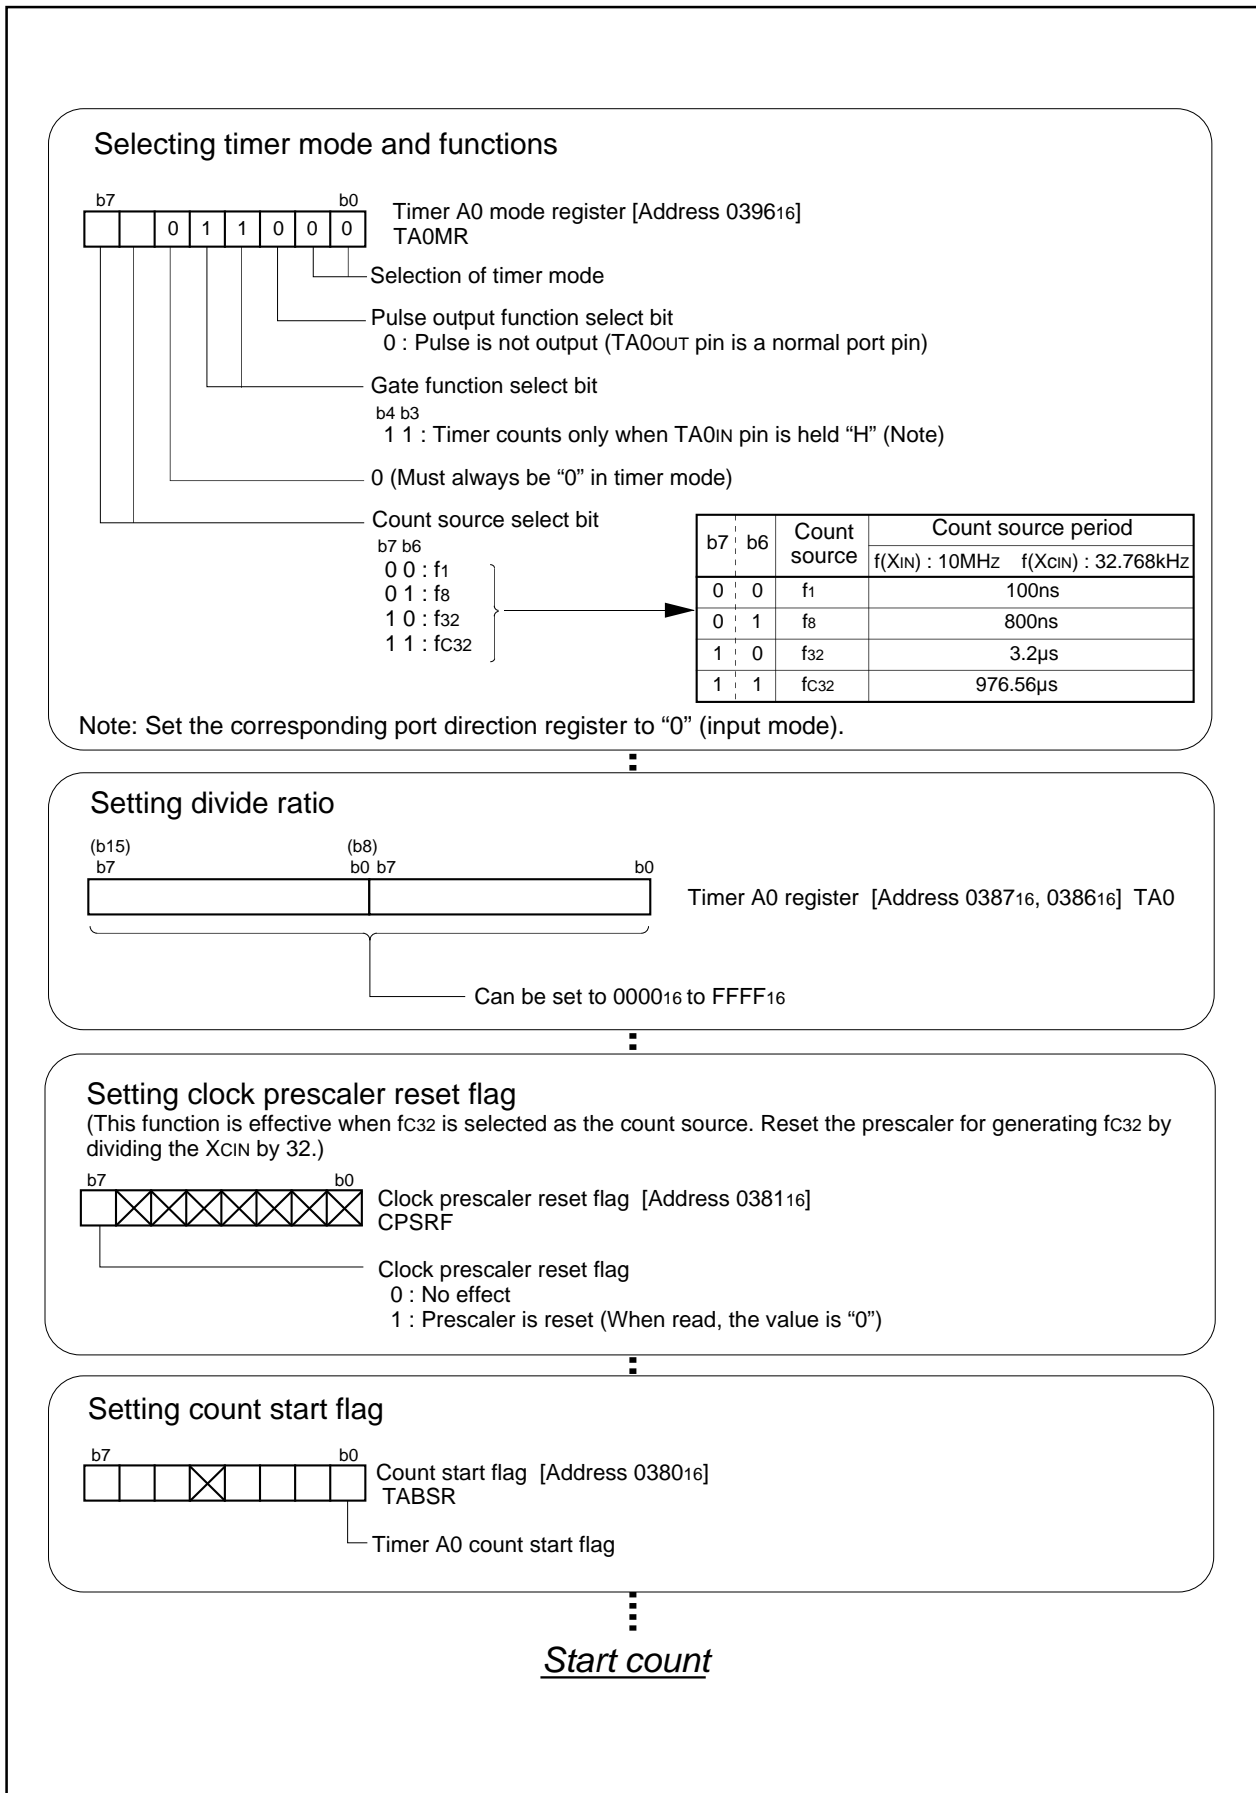 Selecting timer mode and functions
b7 b0
0 1 1 0 0 0
Timer A0 mode register [Address 039616]
TA0MR
Selection of timer mode
Pulse output function select bit
0 : Pulse is not output (TA0OUT pin is a normal port pin)
Gate function select bit
b4 b3
1 1 : Timer counts only when TA0IN pin is held “H” (Note)
0 (Must always be “0” in timer mode)
Count source select bit
b7 b6
0 0 : f1
0 1 : f8
1 0 : f32
1 1 : fC32
b7 b6 Count source Count source period
f(XIN) : 10MHz f(XCIN) : 32.768kHz
0 0 f1 100ns
0 1 f8 800ns
1 0 f32 3.2µs
1 1 fC32 976.56µs
Note: Set the corresponding port direction register to “0” (input mode).
Setting divide ratio
(b15) (b8)
b7 b0 b7 b0
Timer A0 register [Address 038716, 038616] TA0
Can be set to 000016 to FFFF16
Setting clock prescaler reset flag
(This function is effective when fC32 is selected as the count source. Reset the prescaler for generating fC32 by
dividing the XCIN by 32.)
b7 b0
Clock prescaler reset flag [Address 038116]
CPSRF
Clock prescaler reset flag
0 : No effect
1 : Prescaler is reset (When read, the value is “0”)
Setting count start flag
b7 b0
Count start flag [Address 038016]
TABSR
Timer A0 count start flag
Start count